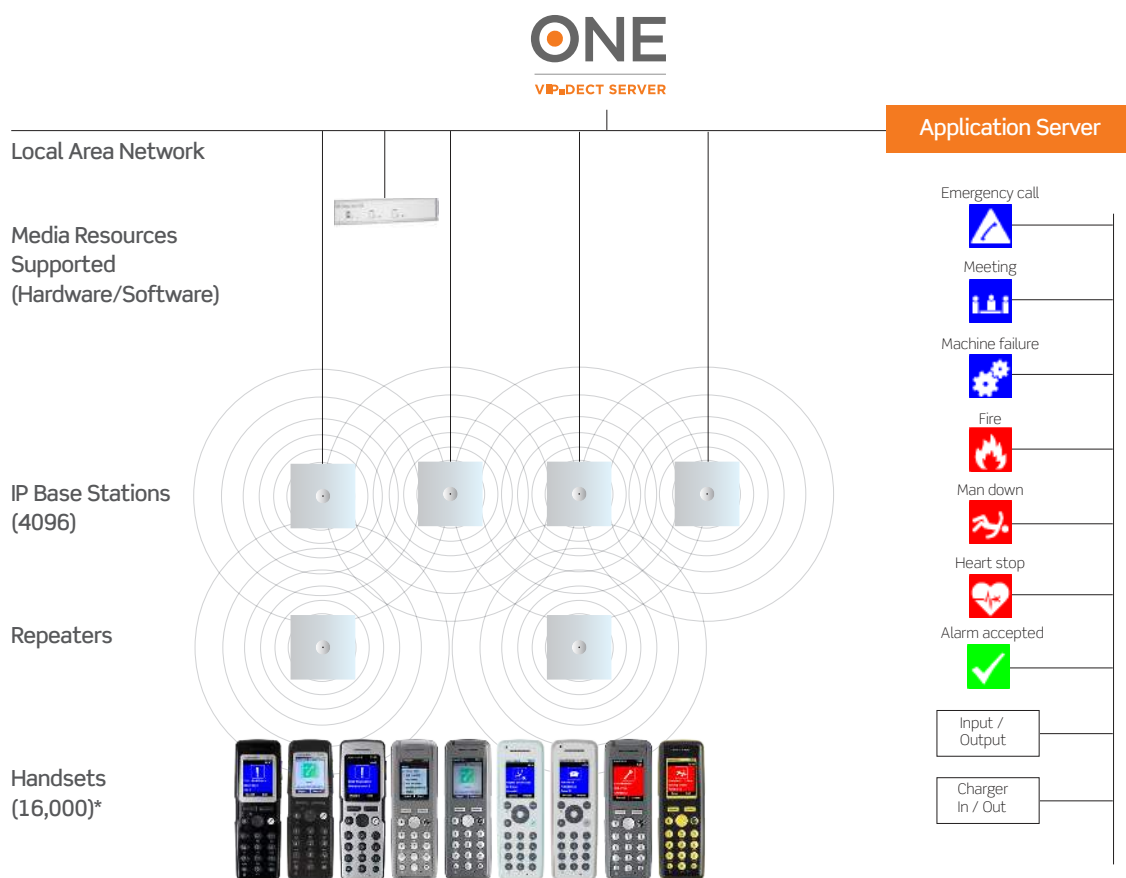 ONE
VoIP DECT SERVER
Application Server
Local Area Network
Media Resources
Supported
(Hardware/Software)
IP Base Stations
(4096)
Repeaters
Handsets
(16,000)*
Emergency call
Meeting
Machine failure
Fire
Man down
Heart stop
Alarm accepted
Input /
Output
Charger
In / Out